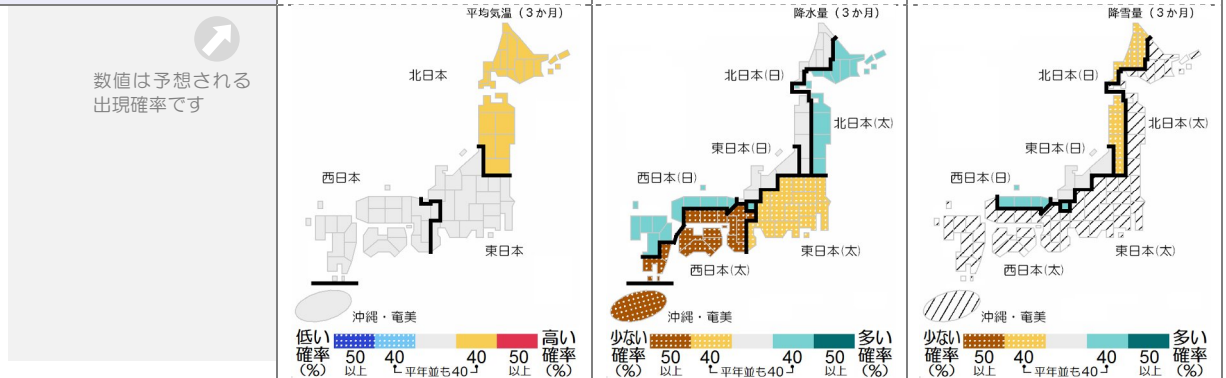 数値は予想される
出現確率です
平均気温（３か月）
北日本
西日本
東日本
沖縄・奄美
低い
確率
(%)
50
以上
40
平年並も40
40
50
以上
高い
確率
(%)
降水量（３か月）
北日本(日)
北日本(太)
東日本(日)
西日本(日)
東日本(太)
西日本(太)
沖縄・奄美
少ない
確率
(%)
50
以上
40
平年並も40
40
50
以上
多い
確率
(%)
降雪量（３か月）
北日本(日)
北日本(太)
東日本(日)
西日本(日)
東日本(太)
西日本(太)
沖縄・奄美
少ない
確率
(%)
50
以上
40
平年並も40
40
50
以上
多い
確率
(%)